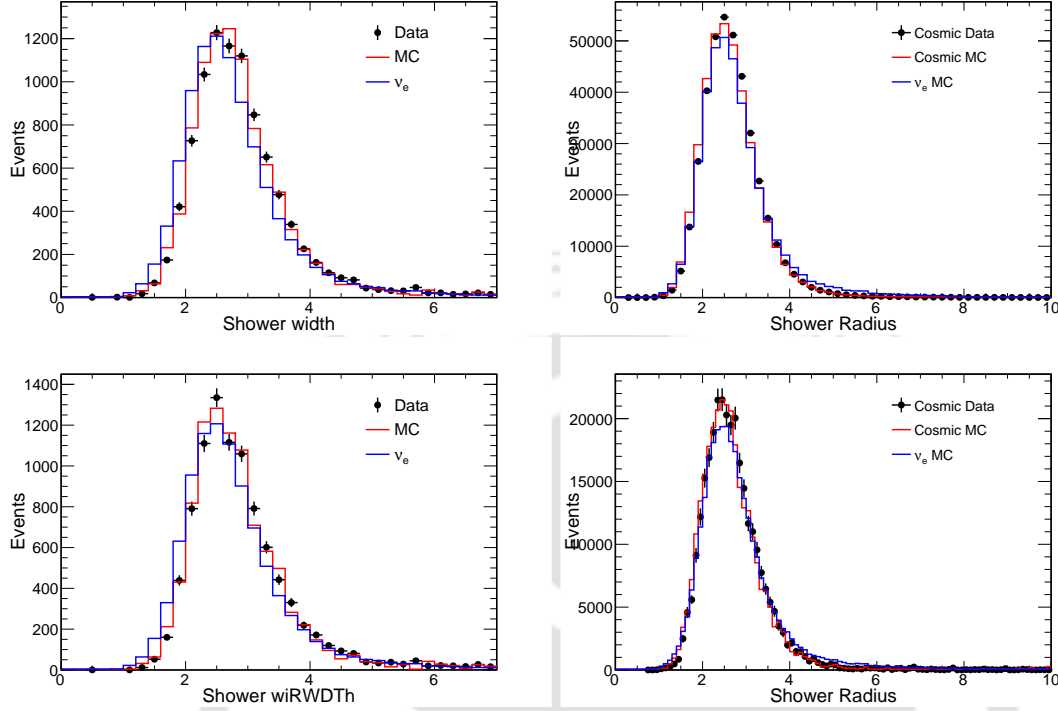 1200
1000
800
600
400
200
0
Events
0 2 4 6
Shower width
Data
MC
νe
50000
40000
30000
20000
10000
0
Events
0 2 4 6 8 10
Shower Radius
Cosmic Data
Cosmic MC
νe MC
1400
1200
1000
800
600
400
200
0
Events
0 2 4 6
Shower wiRWDTh
Data
MC
νe
20000
15000
10000
5000
0
Events
0 2 4 6 8 10
Shower Radius
Cosmic Data
Cosmic MC
νe MC